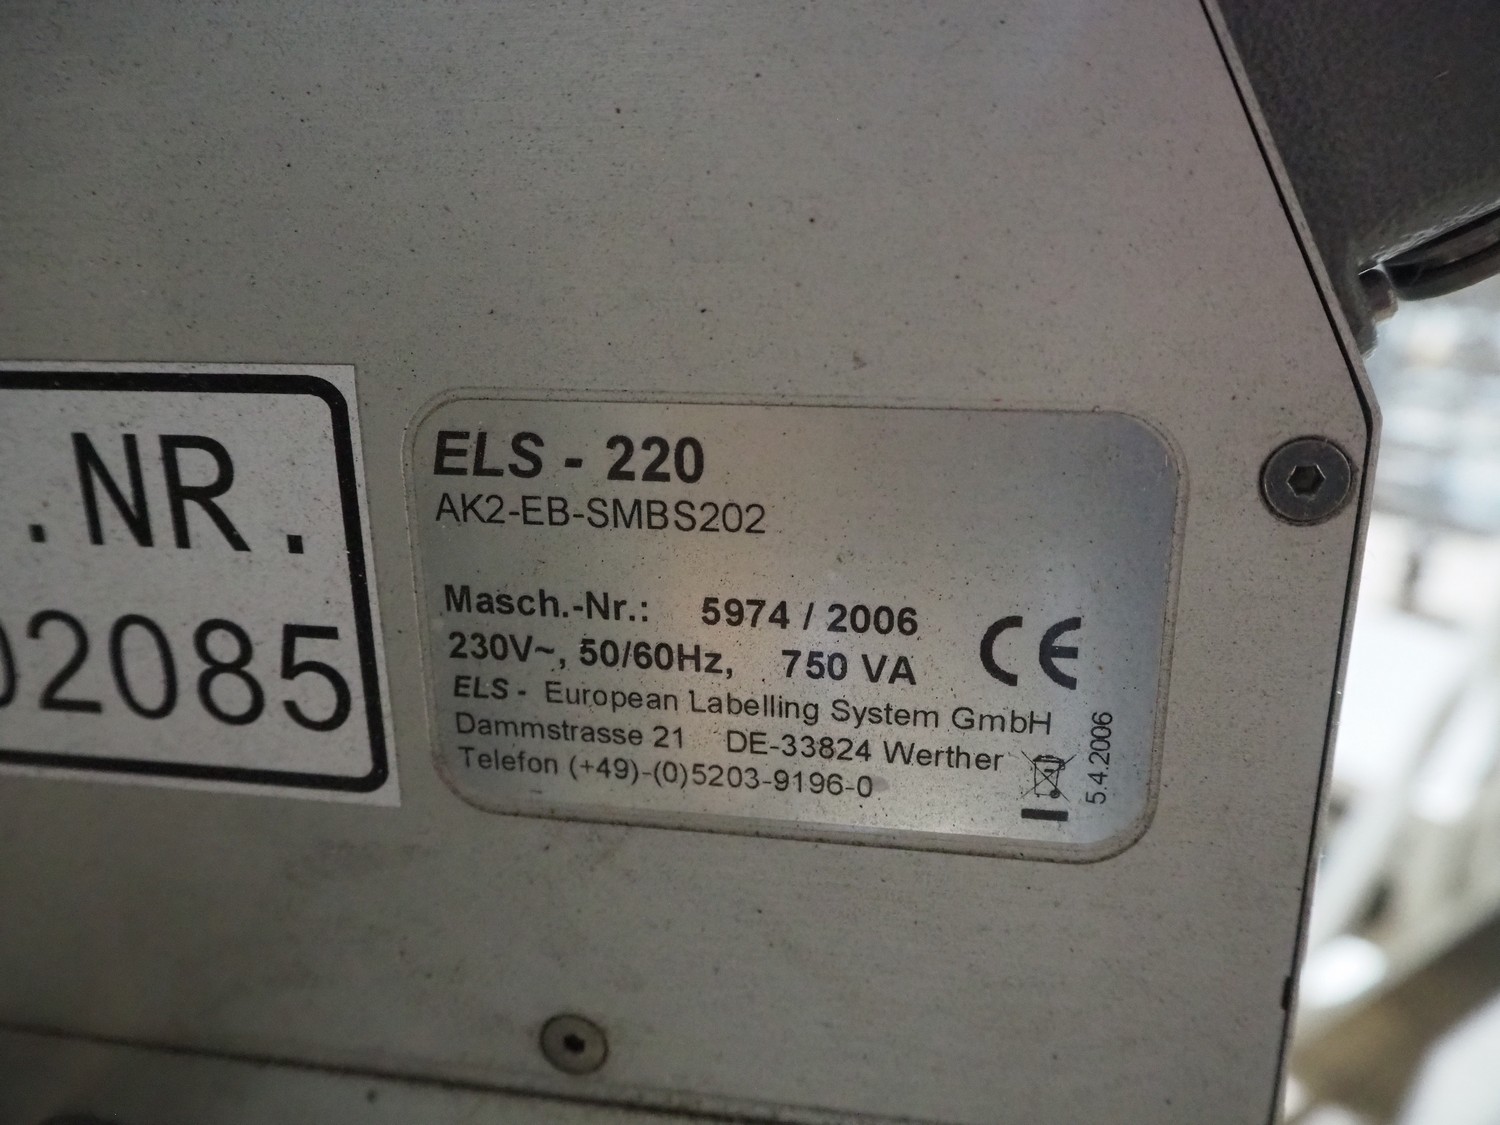 .NR.
02085
ELS - 220
AK2-EB-SMBS202
Masch.-Nr.: 5974 / 2006
230V~, 50/60Hz, 750 VA
CE
ELS - European Labelling System GmbH
Dammstrasse 21 DE-33824 Werther
Telefon (+49)-(0)5203-9196-0
5.4.2006